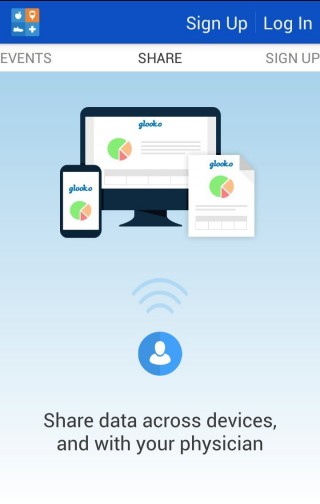 Sign Up Log In
EVENTS SHARE SIGN UP
glooko
glooko
glooko
Share data across devices,
and with your physician